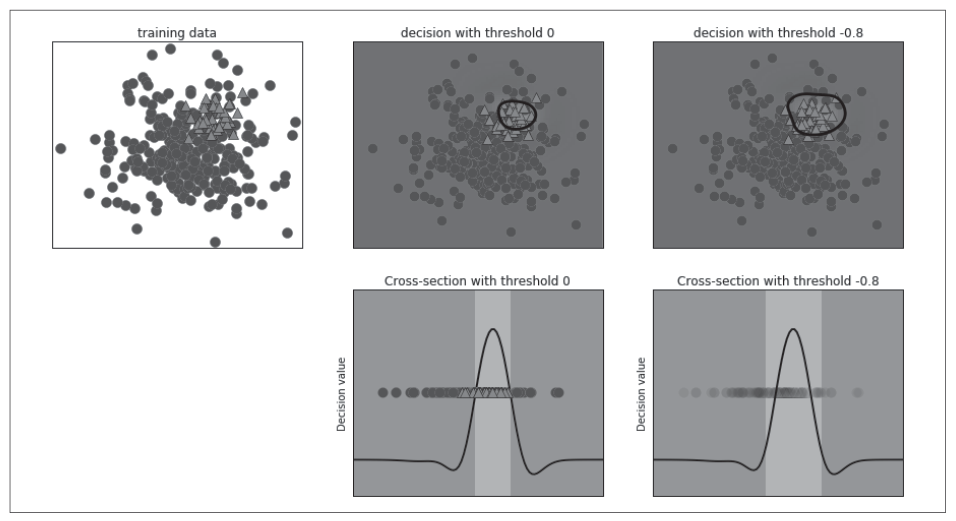 training data
decision with threshold 0
decision with threshold -0.8
Cross-section with threshold 0
Cross-section with threshold -0.8
Decision value
Decision value